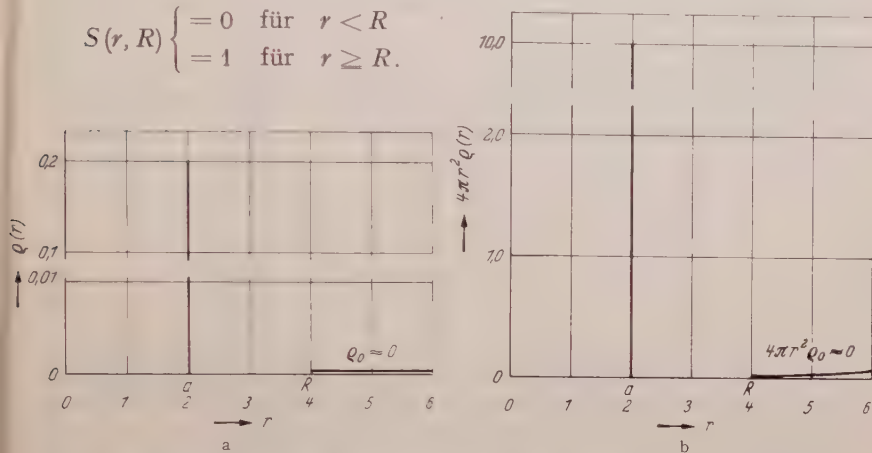 S(r, R) { = 0 für r < R
= 1 für r ≥ R.
ϱ(r)
0,2
0,1
0,01
0
ϱ₀ ≈ 0
a
R
0 1 2 3 4 5 6
r
a
4πr²ϱ(r)
10,0
2,0
1,0
0
4πr²ϱ₀ ≈ 0
a
R
0 1 2 3 4 5 6
r
b